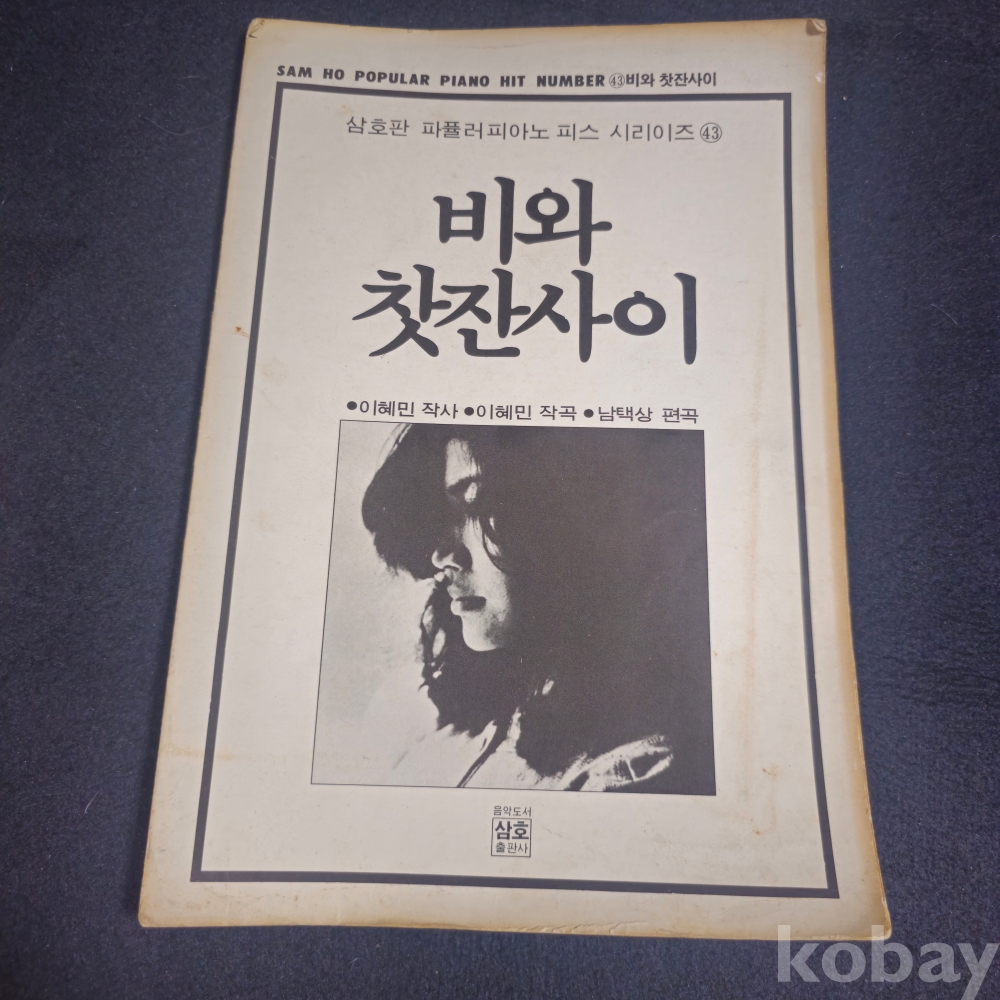 SAM HO POPULAR PIANO HIT NUMBER ㊸비와 찻잔사이
삼호판 파퓰러피아노 피스 시리이즈 ㊸
비와
찻잔사이
●이혜민 작사 ●이혜민 작곡 ●남택상 편곡
음악도서
삼호
출판사
kobay